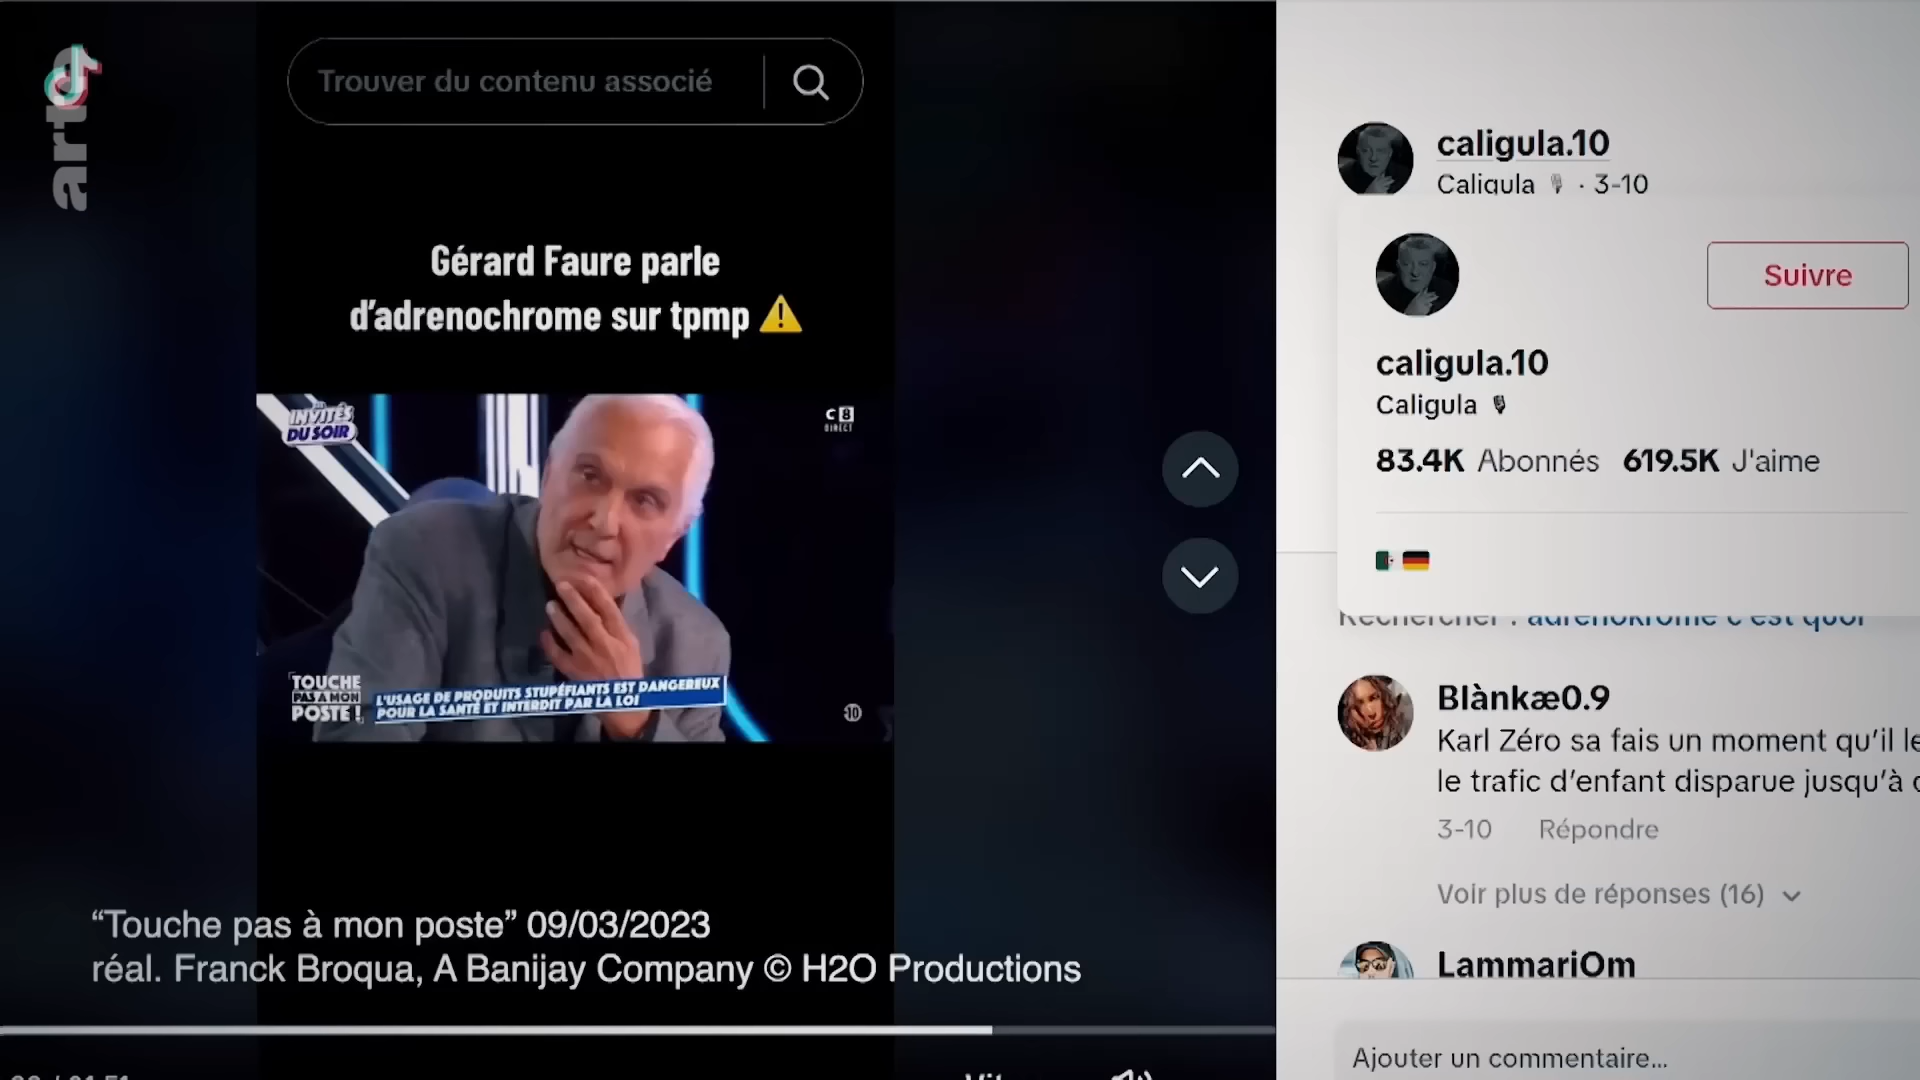 arte
Trouver du contenu associé
Gérard Faure parle
d’adrenochrome sur tpmp ⚠️
INVITÉS
DU SOIR
C8
DIRECT
TOUCHE
PAS À MON
POSTE !
L'USAGE DE PRODUITS STUPÉFIANTS EST DANGEREUX
POUR LA SANTÉ ET INTERDIT PAR LA LOI
-10
“Touche pas à mon poste” 09/03/2023
réal. Franck Broqua, A Banijay Company © H2O Productions
caligula.10
Caligula 🎙 · 3-10
Suivre
caligula.10
Caligula 🎙
83.4K Abonnés 619.5K J'aime
Rechercher : adrenokrome c'est quoi
Blànkæ0.9
Karl Zéro sa fais un moment qu’il
le trafic d’enfant disparue jusqu’à
3-10 Répondre
Voir plus de réponses (16)
LammariOm
Ajouter un commentaire...